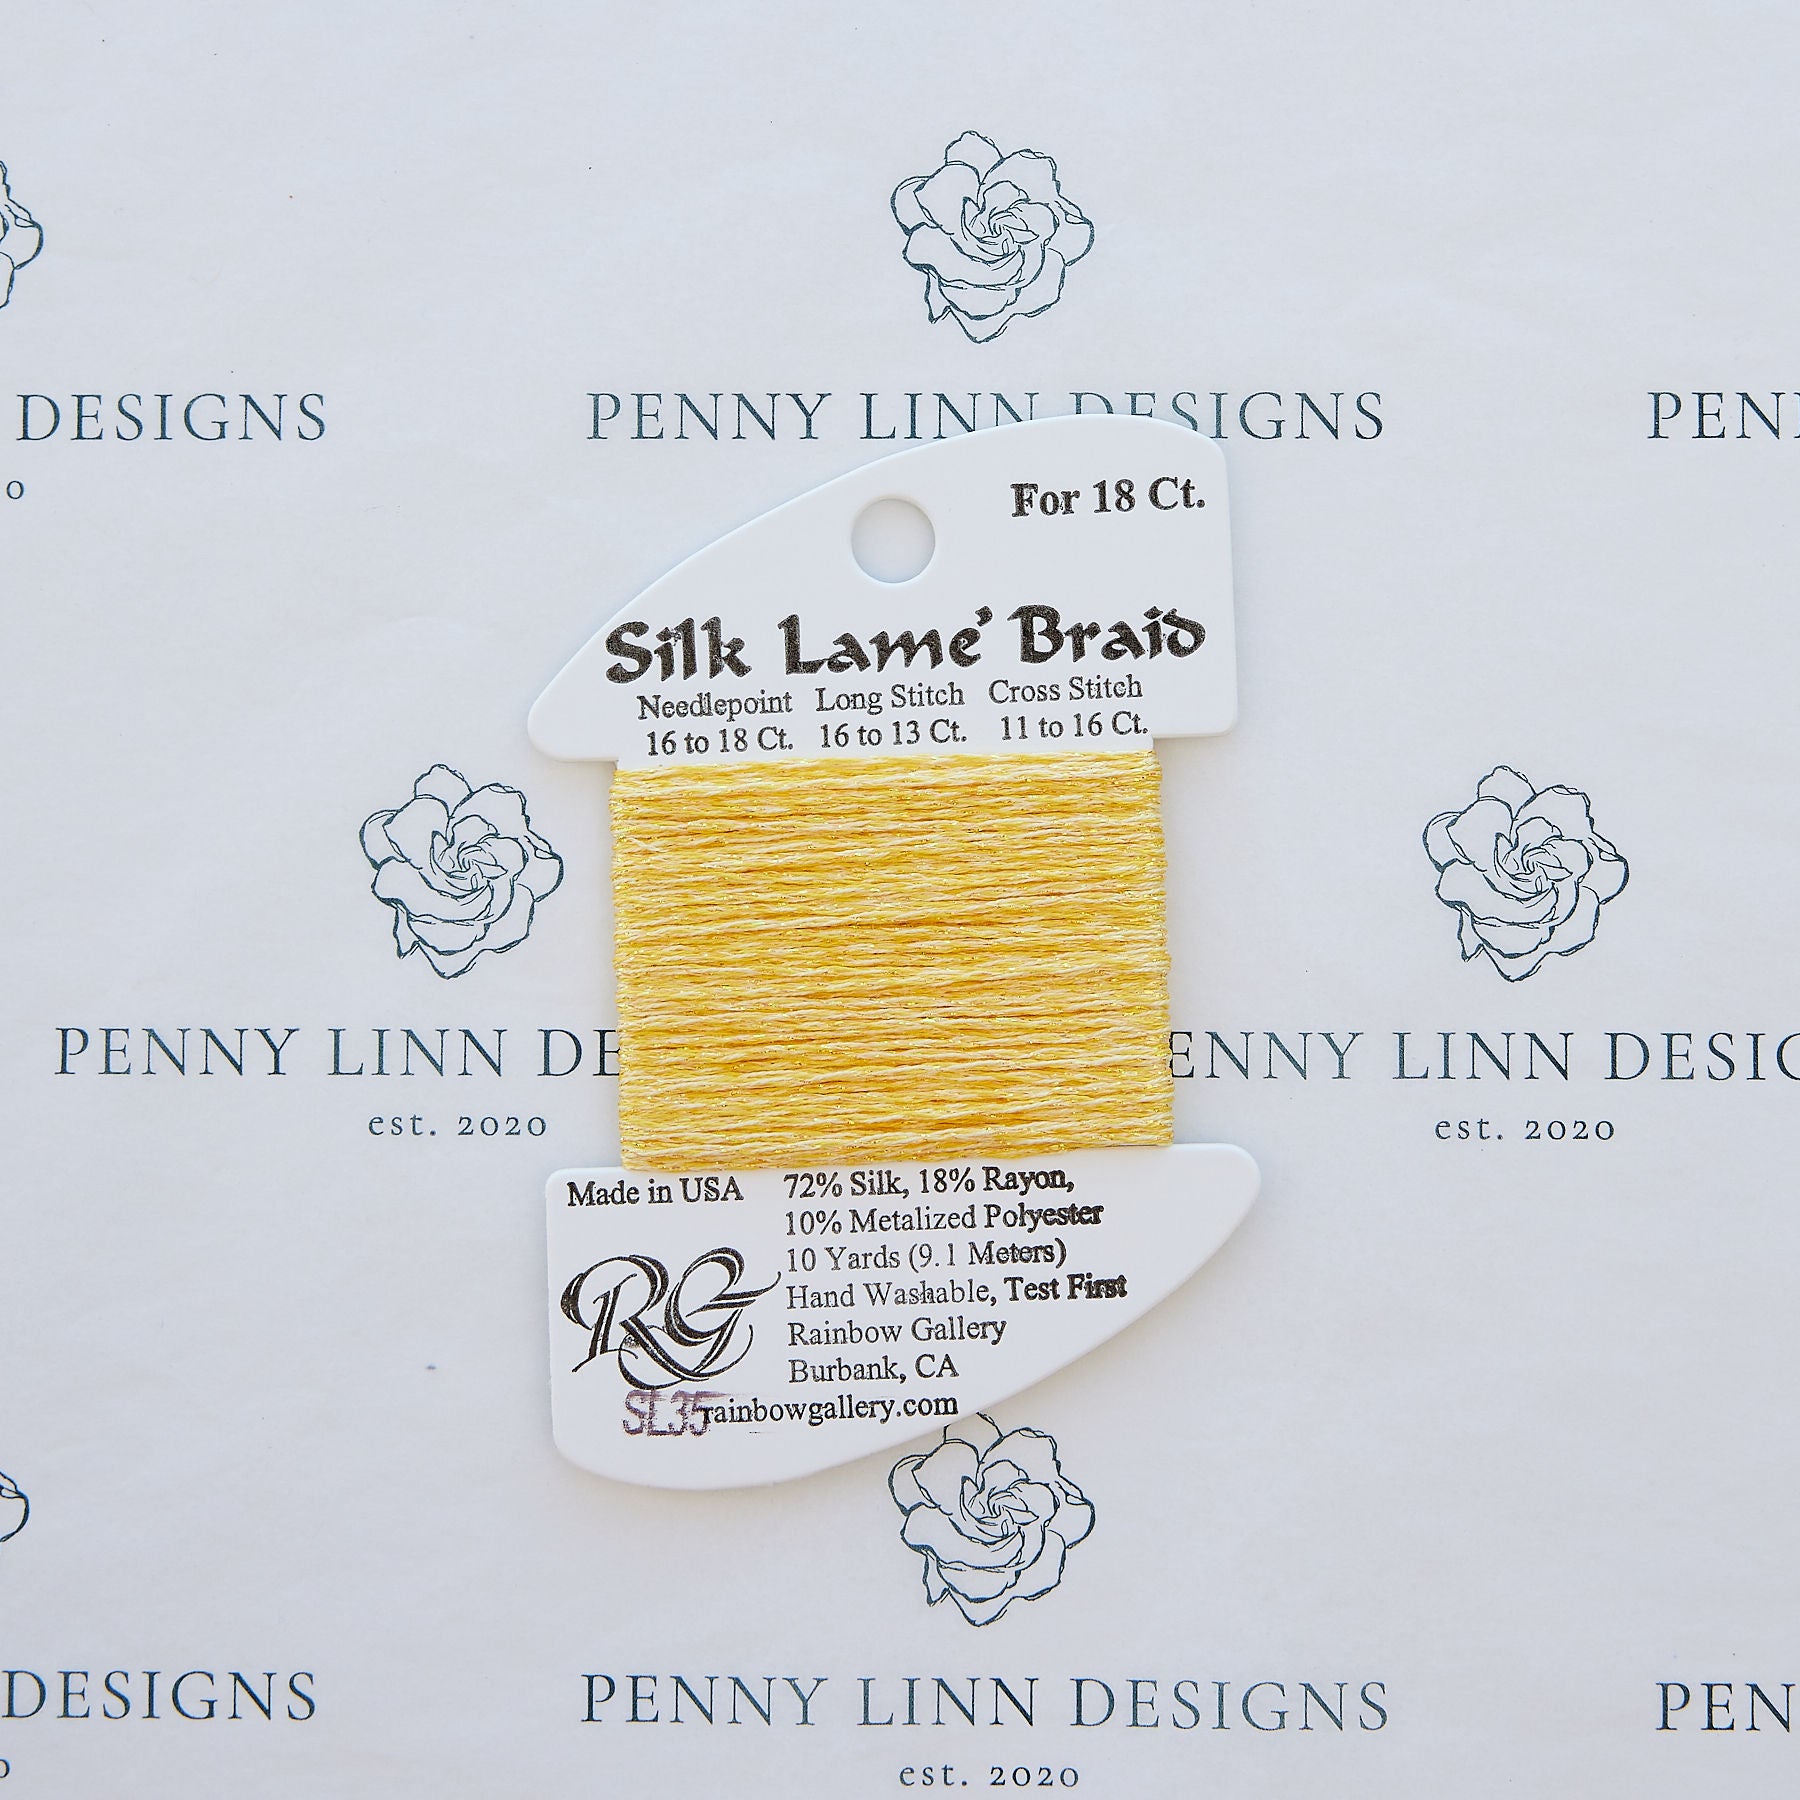 DESIGNS
PENNY LINN DESIGNS
PEN
For 18 Ct.
Silk Lame' Braid
Needlepoint Long Stitch Cross Stitch
16 to 18 Ct. 16 to 13 Ct. 11 to 16 Ct.
PENNY LINN DE
est. 2020
ENNY LINN DESIG
est. 2020
Made in USA
72% Silk, 18% Rayon,
10% Metalized Polyester
10 Yards (9.1 Meters)
Hand Washable, Test First
Rainbow Gallery
Burbank, CA
rainbowgallery.com
RG
SL35
DESIGNS
PENNY LINN DESIGNS
est. 2020
PEN